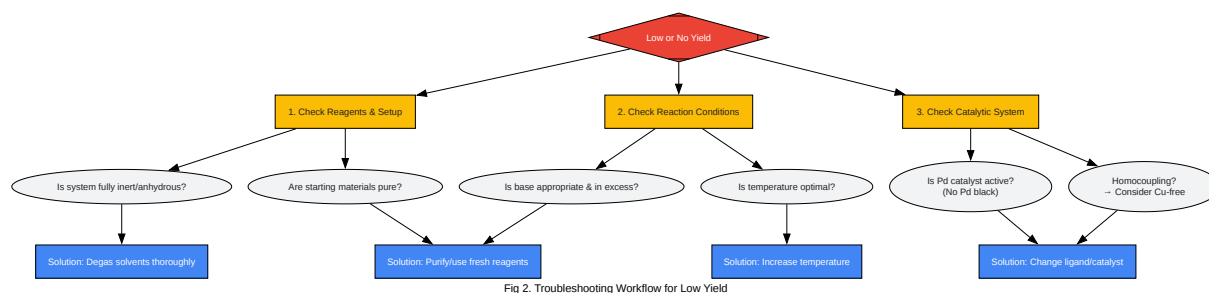 Low or No Yield
1. Check Reagents & Setup
2. Check Reaction Conditions
3. Check Catalytic System
Is system fully inert/anhydrous?
Are starting materials pure?
Is base appropriate & in excess?
Is temperature optimal?
Is Pd catalyst active?
(No Pd black)
Homocoupling?
→ Consider Cu-free
Solution: Degas solvents thoroughly
Solution: Purify/use fresh reagents
Solution: Increase temperature
Solution: Change ligand/catalyst
Fig 2. Troubleshooting Workflow for Low Yield